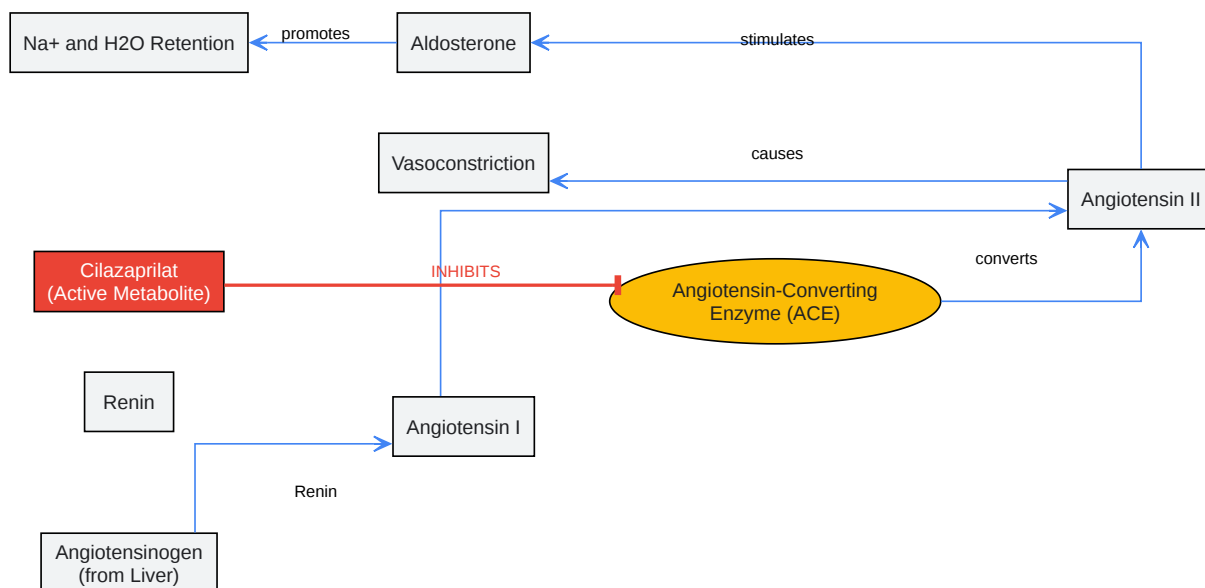 Na+ and H2O Retention
promotes
Aldosterone
stimulates
Vasoconstriction
causes
Angiotensin II
Cilazaprilat
(Active Metabolite)
INHIBITS
Angiotensin-Converting
Enzyme (ACE)
converts
Renin
Angiotensin I
Renin
Angiotensinogen
(from Liver)